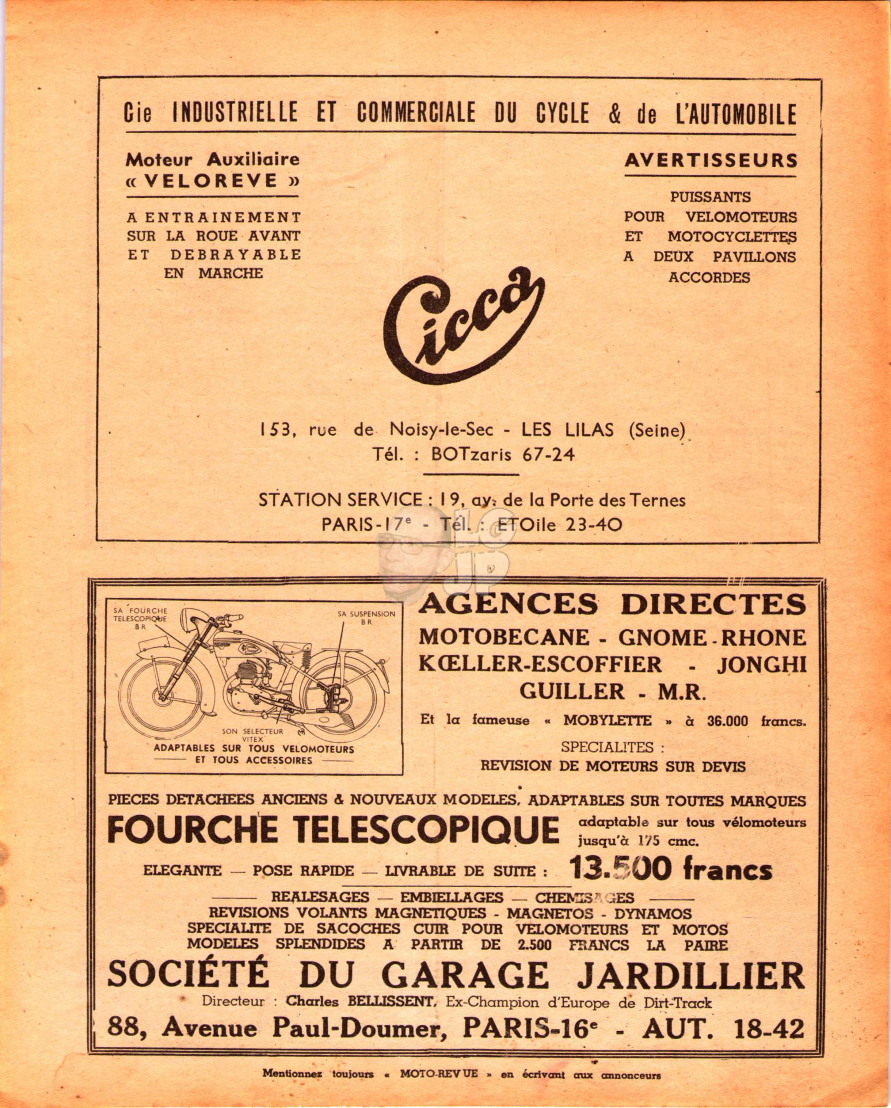 Cie INDUSTRIELLE ET COMMERCIALE DU CYCLE & de L'AUTOMOBILE
Moteur Auxiliaire
« VELOREVE »
A ENTRAINEMENT
SUR LA ROUE AVANT
ET DEBRAYABLE
EN MARCHE
AVERTISSEURS
PUISSANTS
POUR VELOMOTEURS
ET MOTOCYCLETTES
A DEUX PAVILLONS
ACCORDES
Cicca
153, rue de Noisy-le-Sec - LES LILAS (Seine)
Tél. : BOTzaris 67-24
STATION SERVICE : 19, av. de la Porte des Ternes
PARIS-17e - Tél. : ETOile 23-40
LC
JP
SA FOURCHE
TELESCOPIQUE
B R
SA SUSPENSION
B R
SON SELECTEUR
VITEX
ADAPTABLES SUR TOUS VELOMOTEURS
ET TOUS ACCESSOIRES
AGENCES DIRECTES
MOTOBECANE - GNOME-RHONE
KŒLLER-ESCOFFIER - JONGHI
GUILLER - M.R.
Et la fameuse « MOBYLETTE » à 36.000 francs.
SPECIALITES :
REVISION DE MOTEURS SUR DEVIS
PIECES DETACHEES ANCIENS & NOUVEAUX MODELES, ADAPTABLES SUR TOUTES MARQUES
FOURCHE TELESCOPIQUE adaptable sur tous vélomoteurs
jusqu'à 175 cmc.
ELEGANTE — POSE RAPIDE — LIVRABLE DE SUITE : 13.500 francs
— REALESAGES — EMBIELLAGES — CHEMISAGES —
REVISIONS VOLANTS MAGNETIQUES - MAGNETOS - DYNAMOS
SPECIALITE DE SACOCHES CUIR POUR VELOMOTEURS ET MOTOS
MODELES SPLENDIDES A PARTIR DE 2.500 FRANCS LA PAIRE
SOCIÉTÉ DU GARAGE JARDILLIER
Directeur : Charles BELLISSENT, Ex-Champion d'Europe de Dirt-Track
88, Avenue Paul-Doumer, PARIS-16e - AUT. 18-42
Mentionnez toujours « MOTO-REVUE » en écrivant aux annonceurs